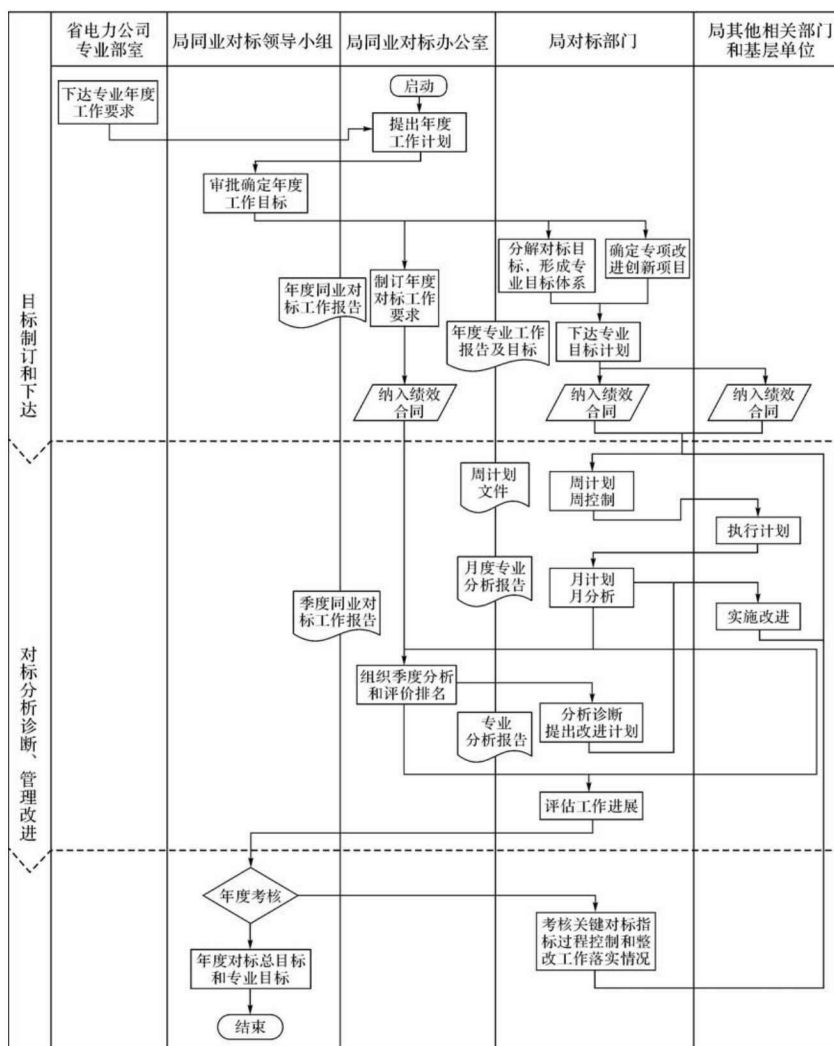 省电力公司
专业部室
局同业对标领导小组
局同业对标办公室
局对标部门
局其他相关部门
和基层单位
目标制订和下达
下达专业年度
工作要求
启动
提出年度
工作计划
审批确定年度
工作目标
分解对标目
标，形成专
业目标体系
确定专项改
进创新项目
年度同业对
标工作报告
制订年度
对标工作
要求
年度专业工作
报告及目标
下达专业
目标计划
纳入绩效
合同
纳入绩效
合同
纳入绩效
合同
对标分析诊断、管理改进
周计划
文件
周计划
周控制
执行计划
月度专业
分析报告
月计划
月分析
季度同业对
标工作报告
实施改进
组织季度分析
和评价排名
专业
分析报告
分析诊断
提出改进计划
评估工作进展
年度考核
考核关键对标指
标过程控制和整
改工作落实情况
年度对标总目标
和专业目标
结束